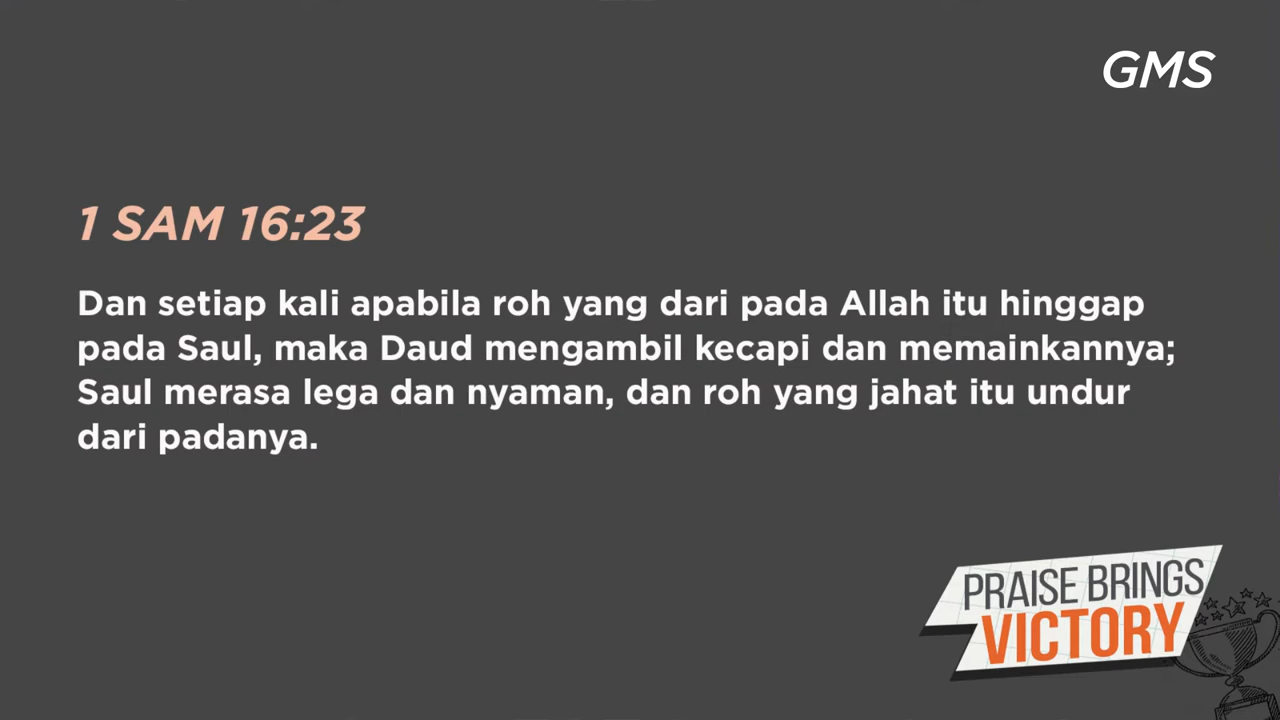 GMS
1 SAM 16:23
Dan setiap kali apabila roh yang dari pada Allah itu hinggap
pada Saul, maka Daud mengambil kecapi dan memainkannya;
Saul merasa lega dan nyaman, dan roh yang jahat itu undur
dari padanya.
PRAISE BRINGS
VICTORY